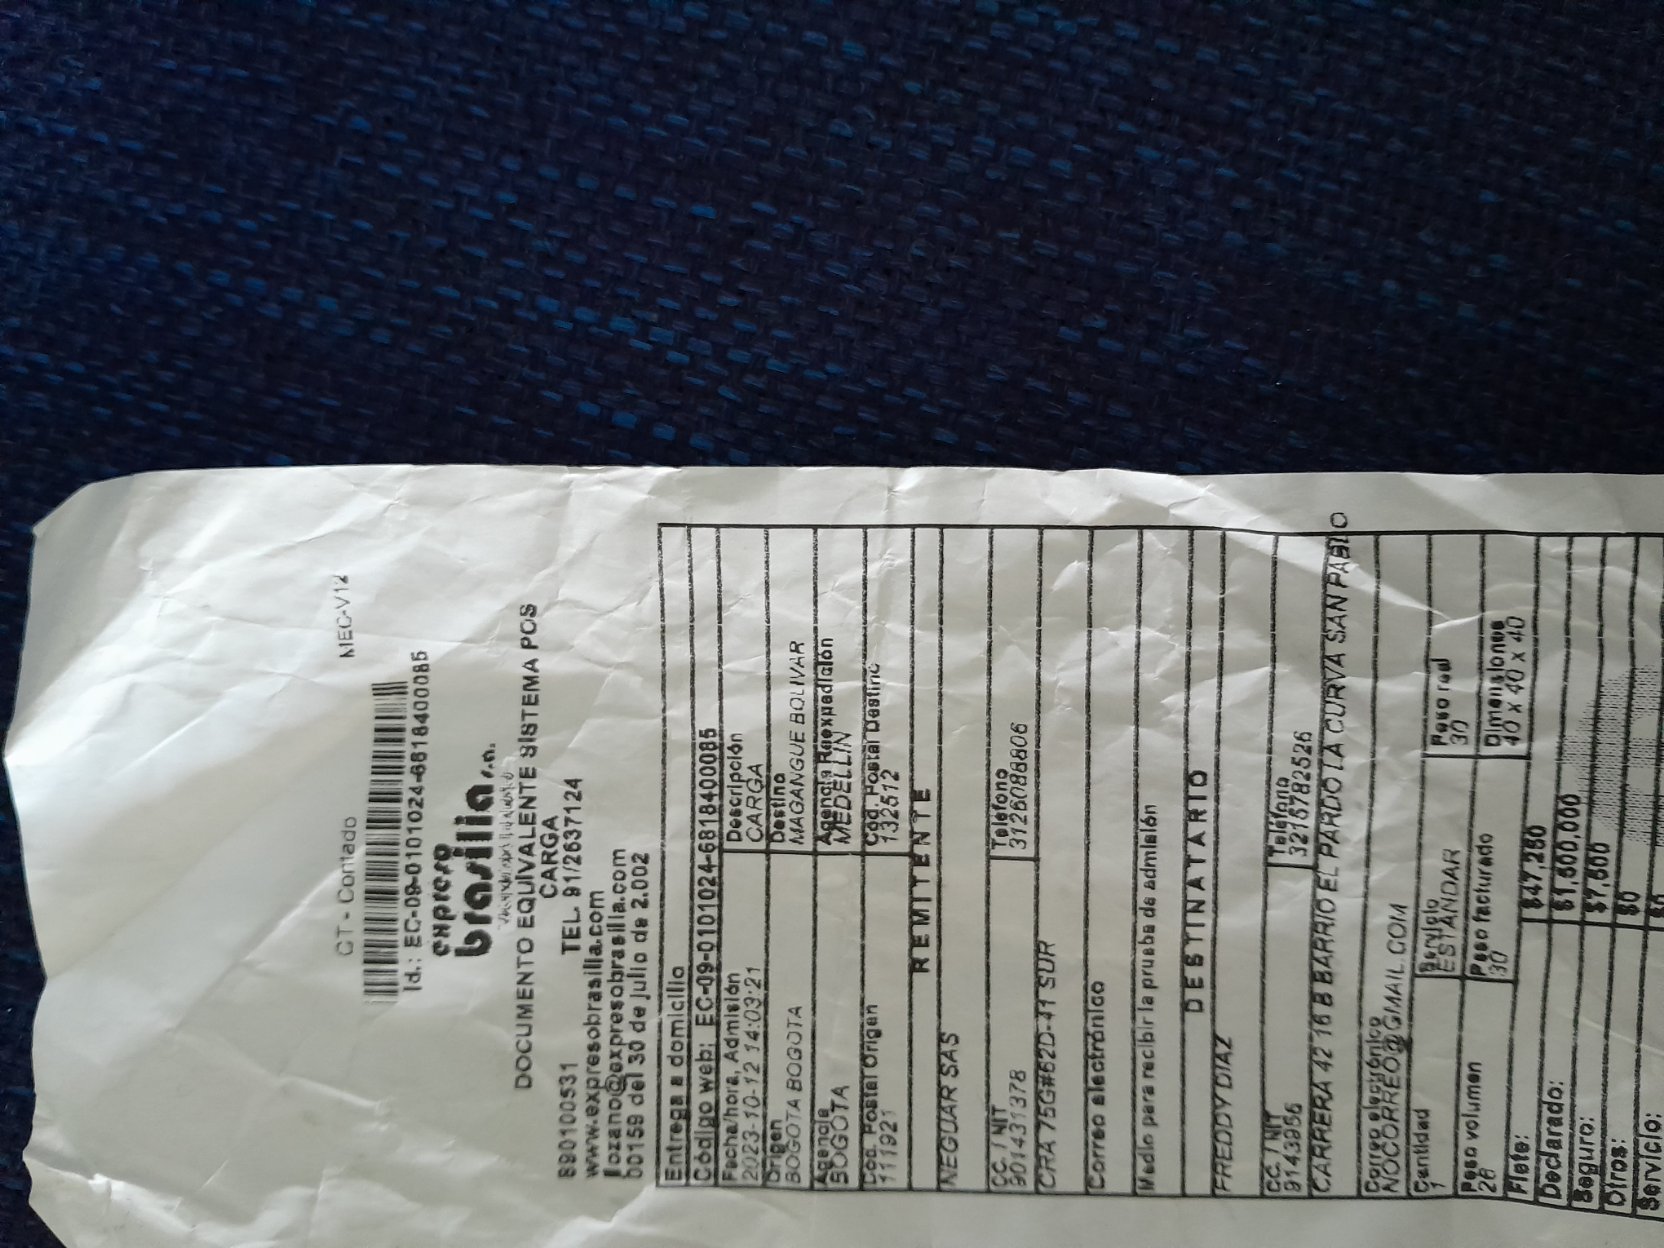 CT - Contado
MEC-V12
Id.: EC-09-0101024-6818400085
expreso
brasilia s.a.
DOCUMENTO EQUIVALENTE SISTEMA POS
CARGA
890100531 TEL. 91/2637124
www.expresobrasilia.com
lozano@expresobrasilia.com
00159 del 30 de julio de 2.002
Entrega a domicilio
Código web: EC-09-0101024-6818400085
Fecha/hora, Admisión Descripción
2023-10-12 14:03:21 CARGA
Origen Destino
BOGOTA BOGOTA MAGANGUE BOLIVAR
Agencia Agencia Reexpedición
BOGOTA MEDELLIN
Cod. Postal Origen Cod. Postal Destino
111921 132512
REMITENTE
NEGUAR SAS
CC. / NIT Teléfono
901431378 3126088806
CRA 75G#62D-41 SUR
Correo electrónico
Medio para recibir la prueba de admisión
DESTINATARIO
FREDDY DIAZ
CC. / NIT Teléfono
9143956 3215782526
CARRERA 42 16 B BARRIO EL PARDO LA CURVA SAN PABLO
Correo electrónico
NOCORREO@GMAIL.COM
Cantidad Servicio Peso real
1 ESTANDAR 30
Peso volumen Peso facturado Dimensiones
26 30 40 x 40 x 40
Flete: $47,250
Declarado: $1,500,000
Seguro: $7,500
Otros: $0
Servicio: $0